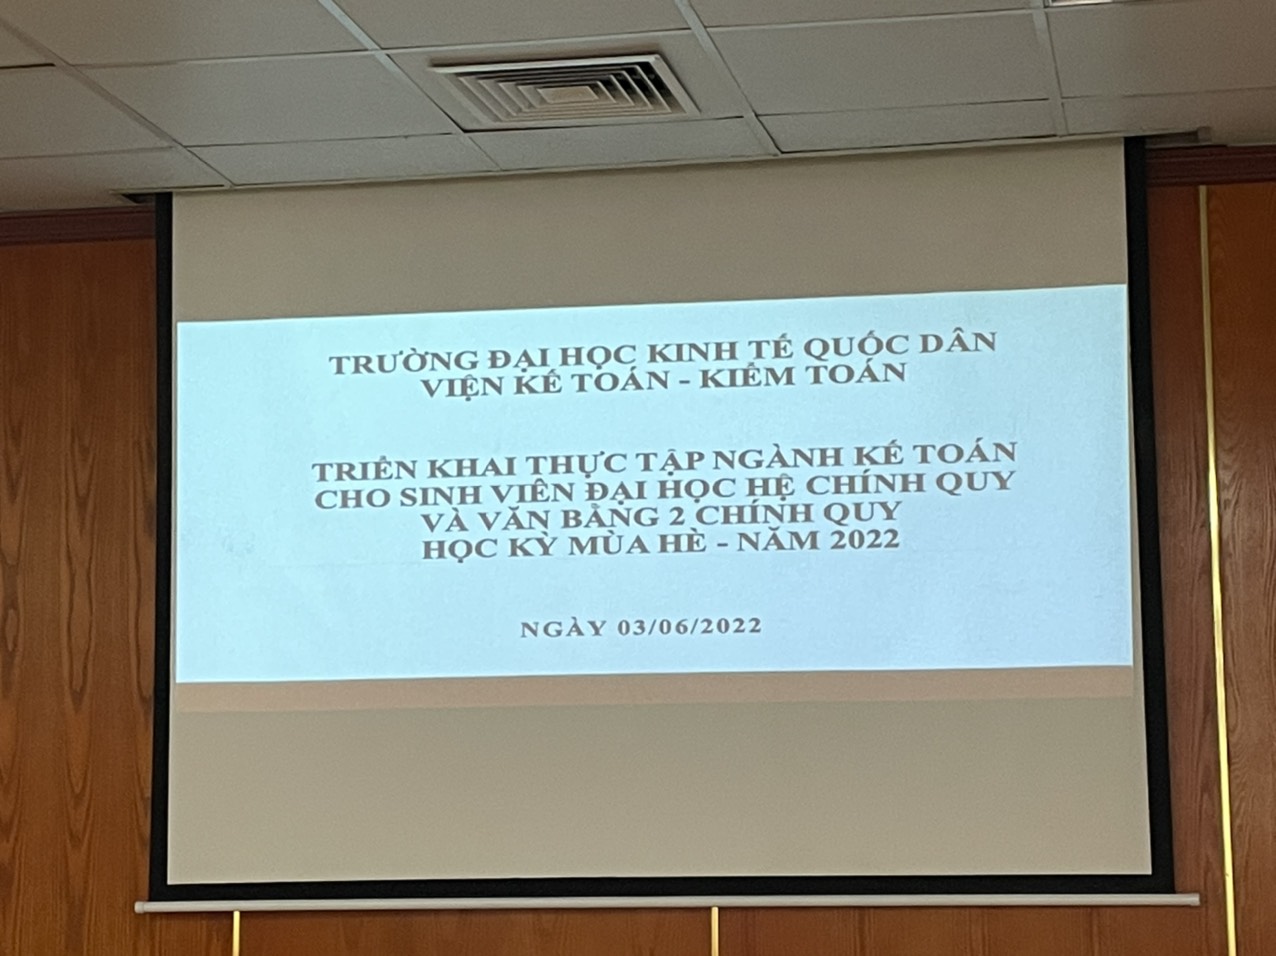 TRƯỜNG ĐẠI HỌC KINH TẾ QUỐC DÂN
VIỆN KẾ TOÁN - KIỂM TOÁN
TRIỂN KHAI THỰC TẬP NGÀNH KẾ TOÁN
CHO SINH VIÊN ĐẠI HỌC HỆ CHÍNH QUY
VÀ VĂN BẰNG 2 CHÍNH QUY
HỌC KỲ MÙA HÈ - NĂM 2022
NGÀY 03/06/2022